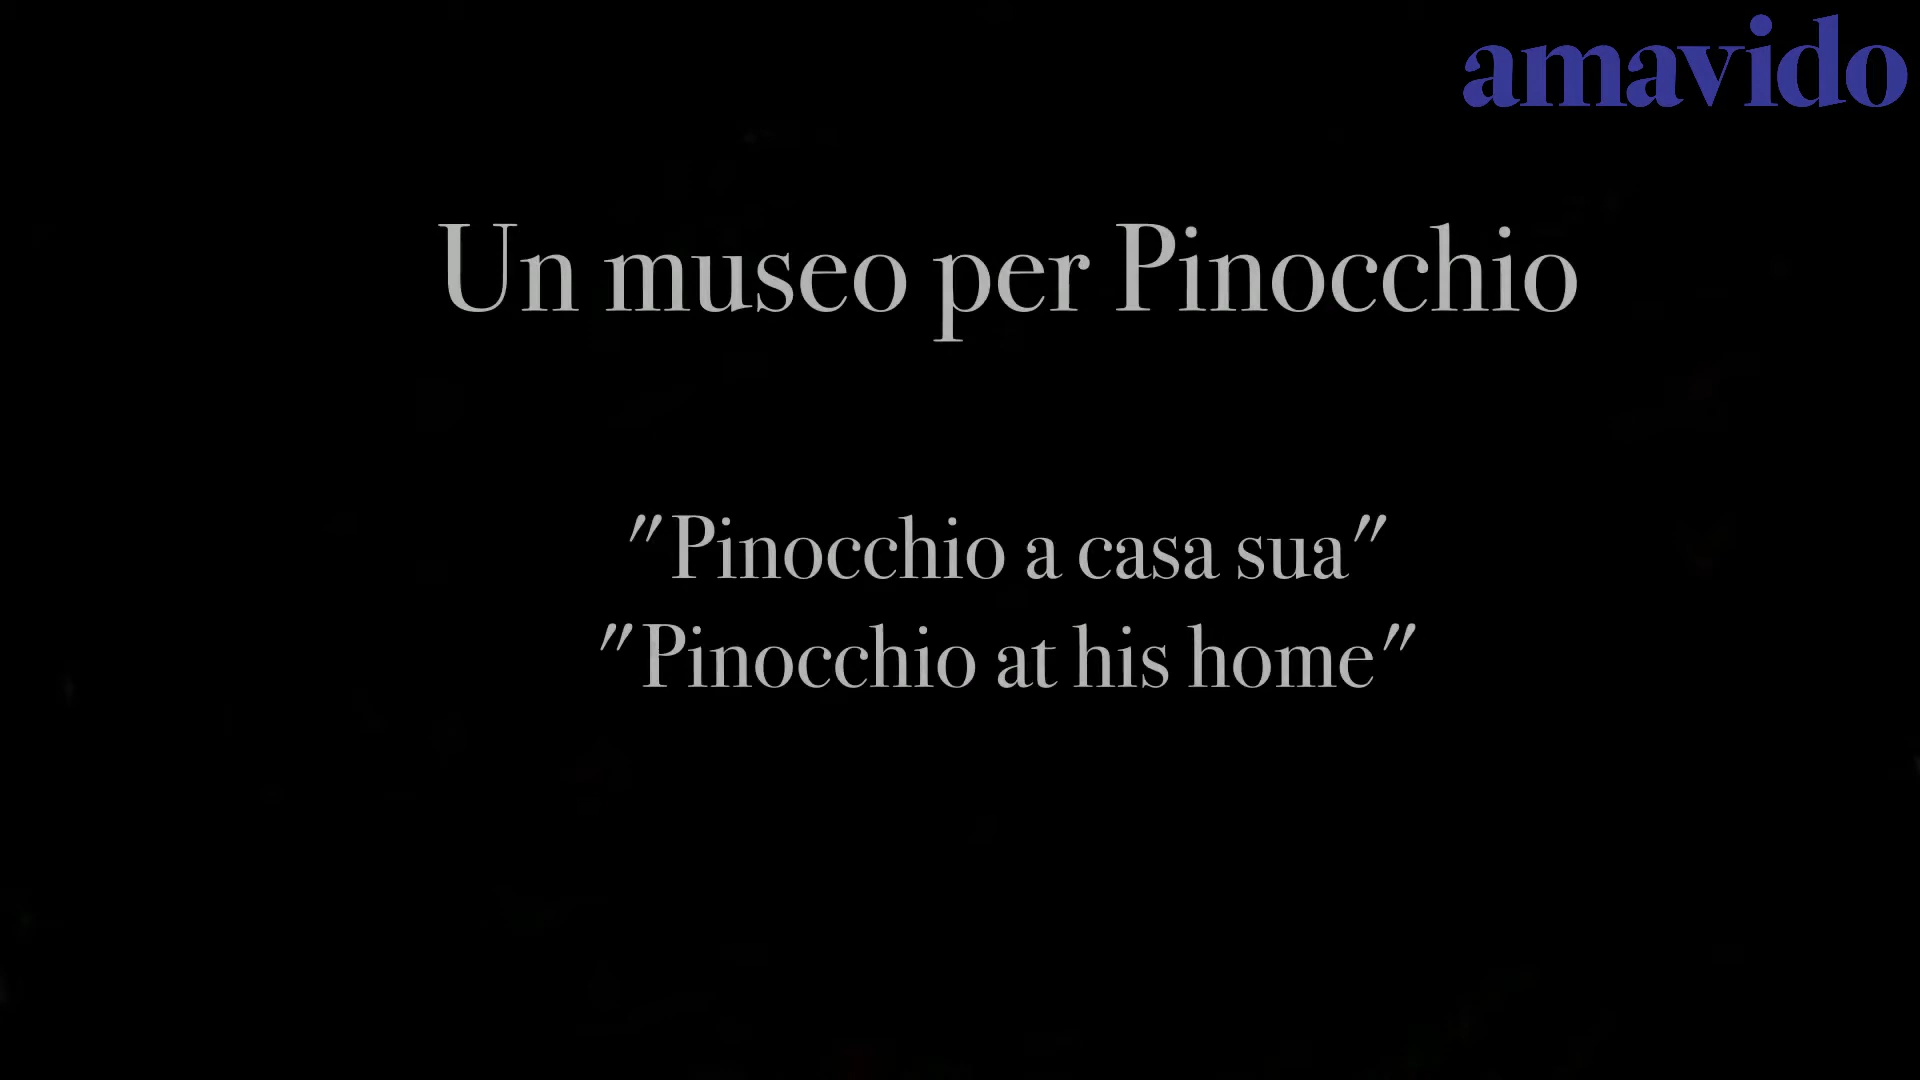 amavido
Un museo per Pinocchio
"Pinocchio a casa sua"
"Pinocchio at his home"